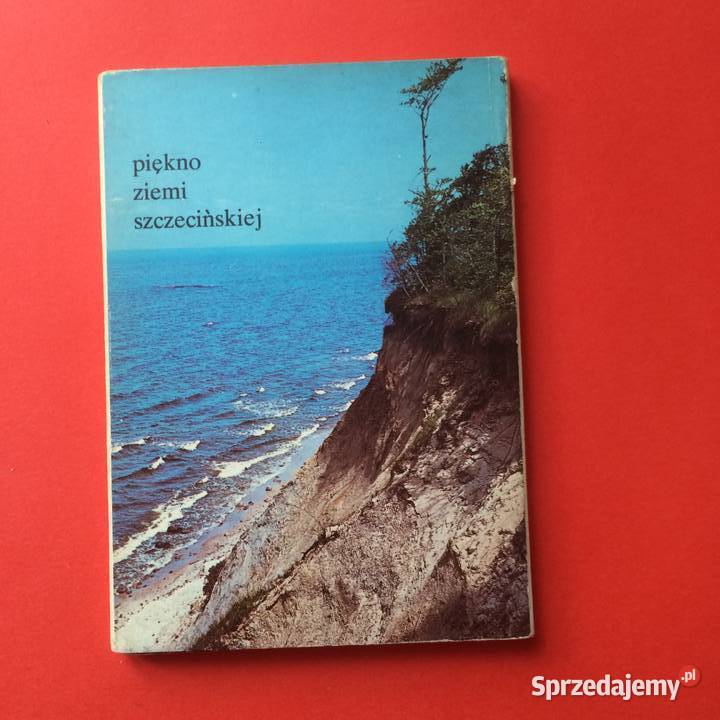 piękno
ziemi
szczecińskiej
Sprzedajemy.pl